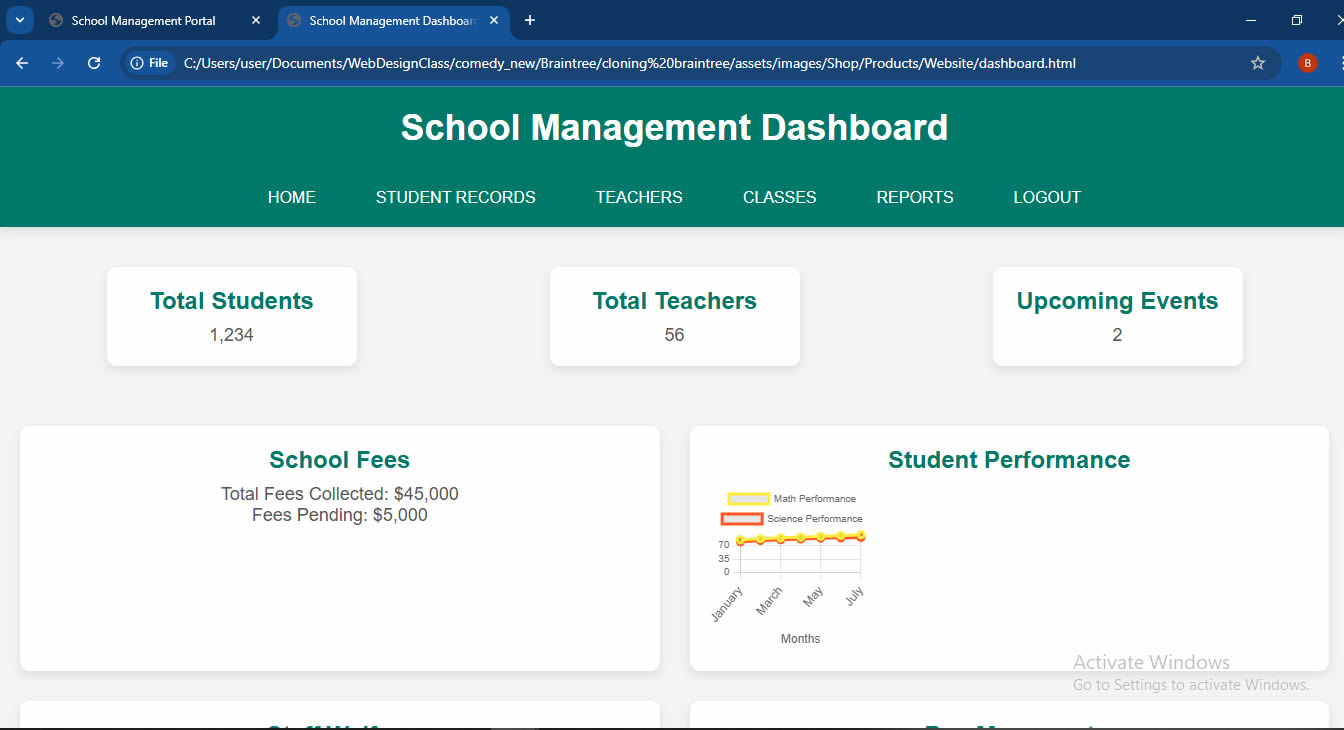 School Management Portal
School Management Dashboar
File
C:/Users/user/Documents/WebDesignClass/comedy_new/Braintree/cloning%20braintree/assets/images/Shop/Products/Website/dashboard.html
B
School Management Dashboard
HOME STUDENT RECORDS TEACHERS CLASSES REPORTS LOGOUT
Total Students
1,234
Total Teachers
56
Upcoming Events
2
School Fees
Total Fees Collected: $45,000
Fees Pending: $5,000
Student Performance
Math Performance
Science Performance
70
35
0
January March May July
Months
Activate Windows
Go to Settings to activate Windows.